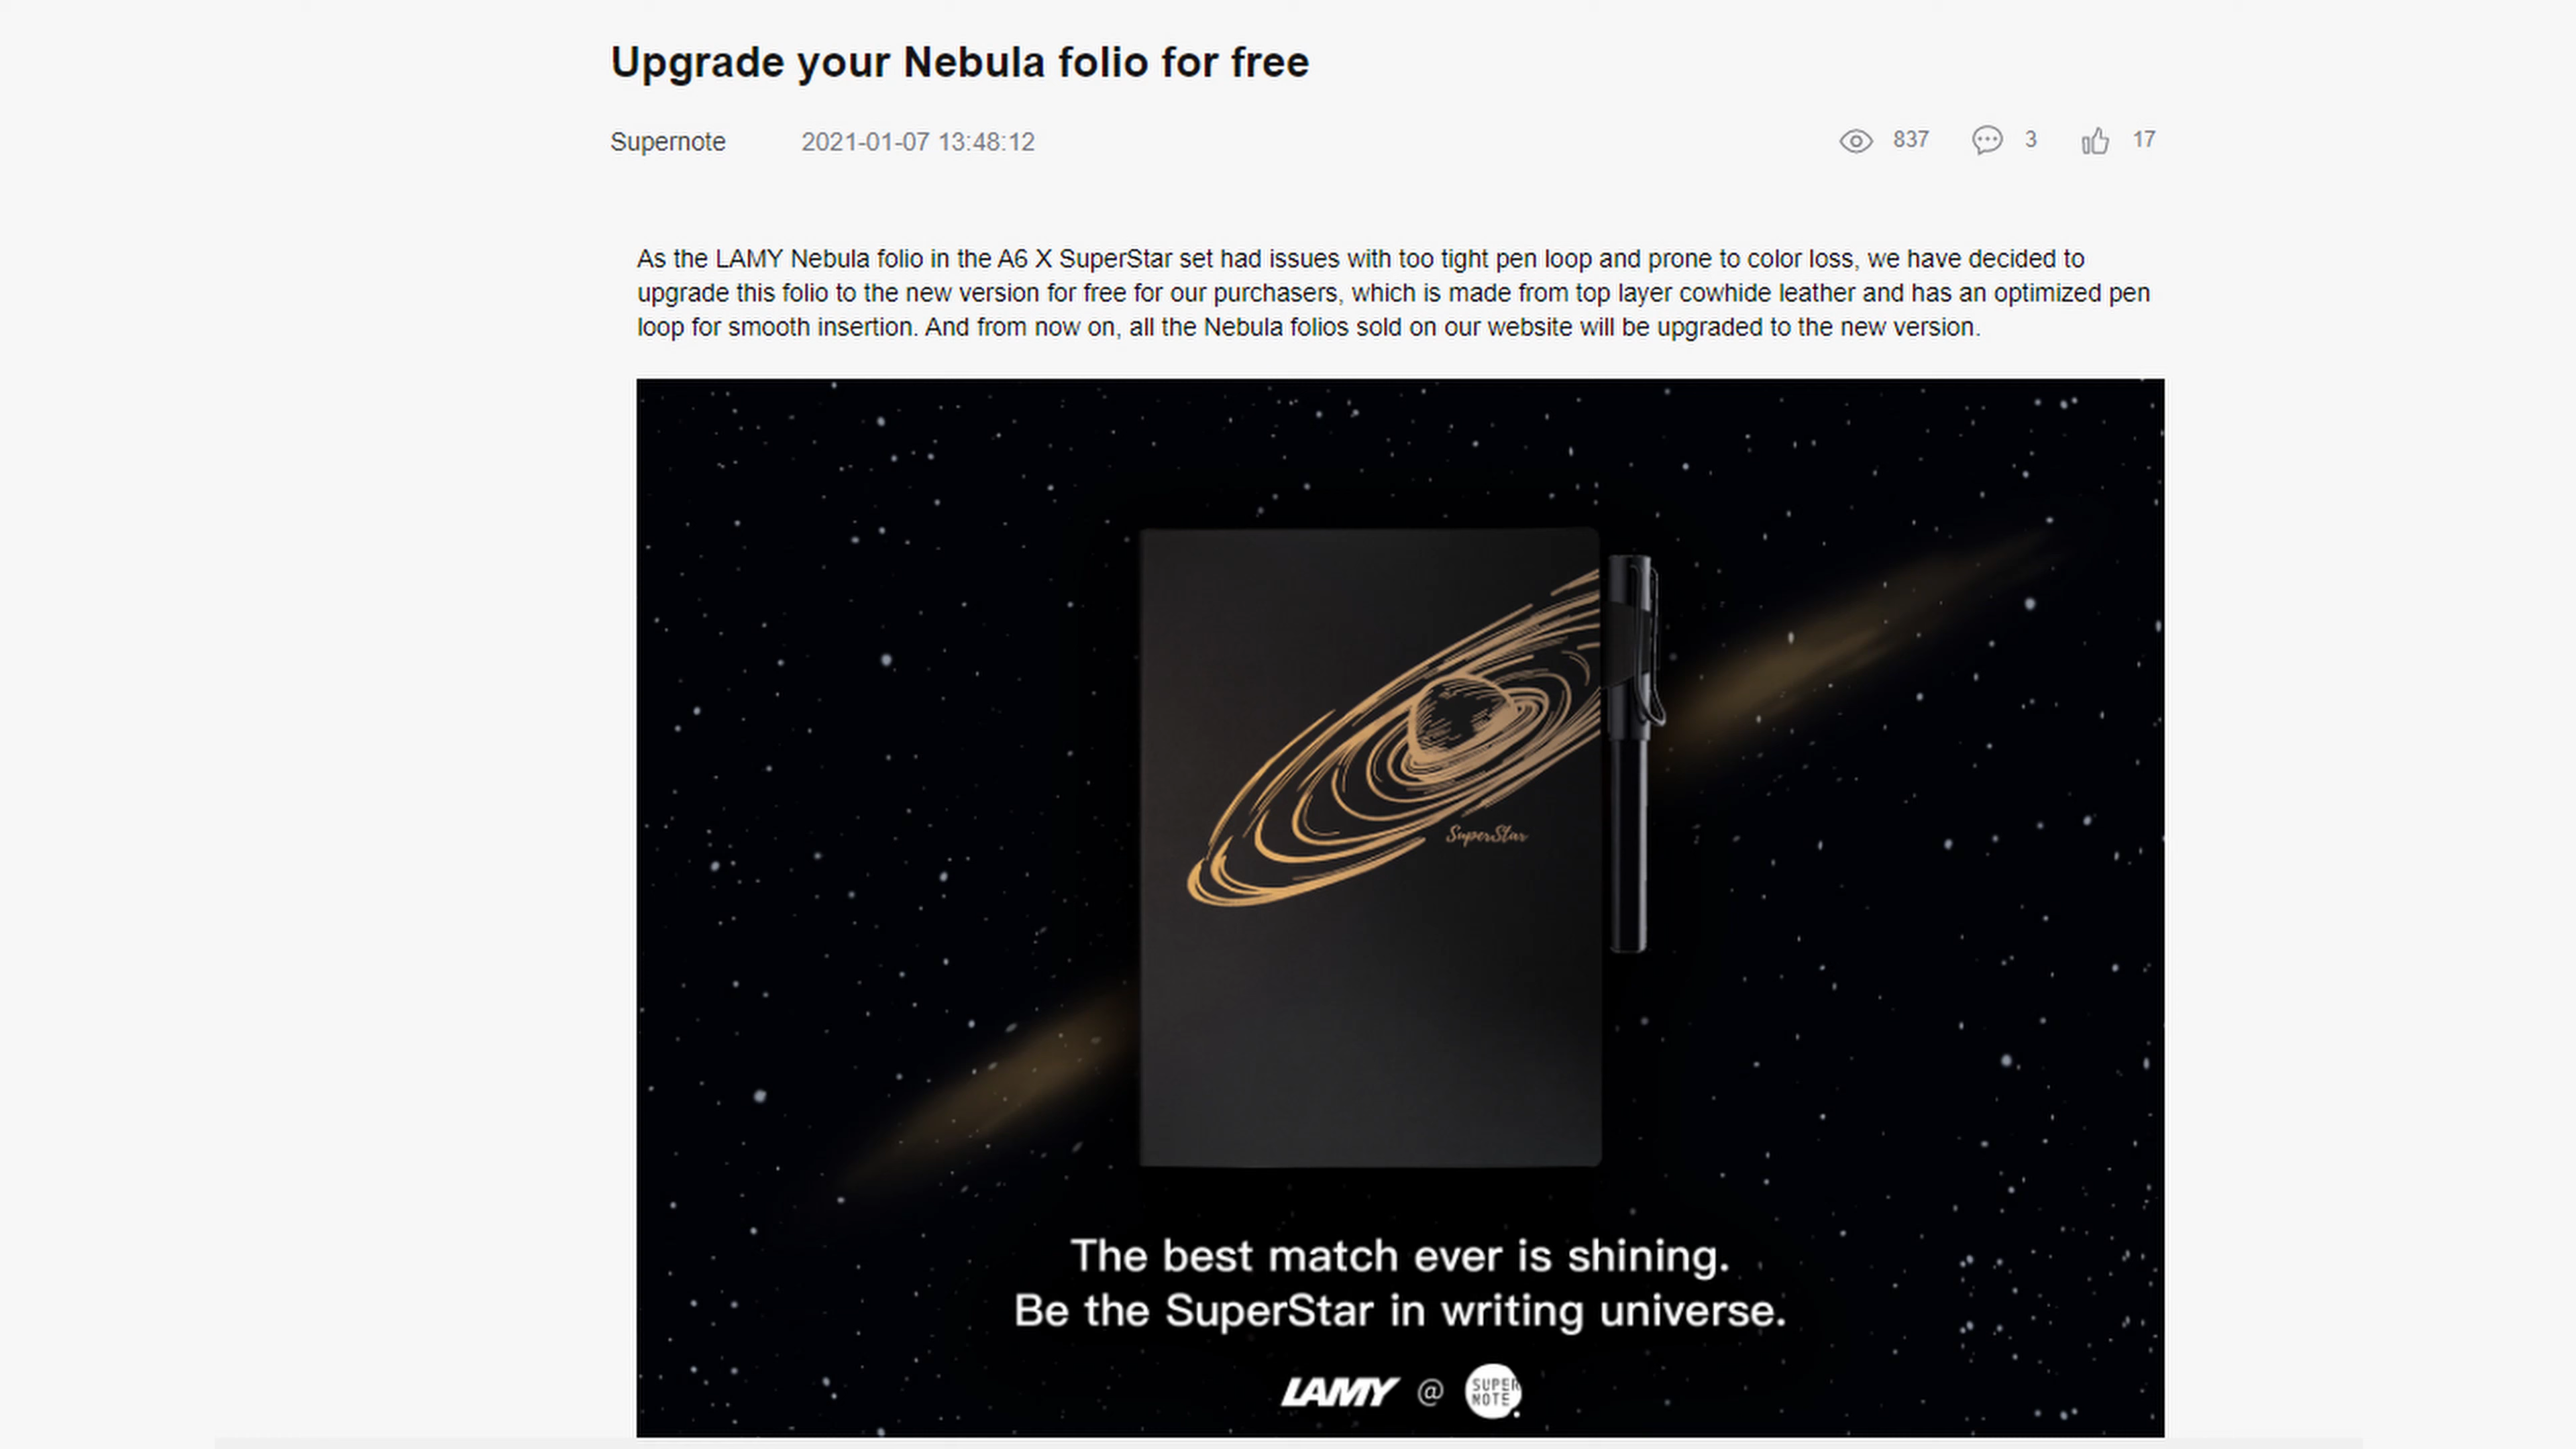 Upgrade your Nebula folio for free
Supernote 2021-01-07 13:48:12 837 3 17
As the LAMY Nebula folio in the A6 X SuperStar set had issues with too tight pen loop and prone to color loss, we have decided to
upgrade this folio to the new version for free for our purchasers, which is made from top layer cowhide leather and has an optimized pen
loop for smooth insertion. And from now on, all the Nebula folios sold on our website will be upgraded to the new version.
SuperStar
The best match ever is shining.
Be the SuperStar in writing universe.
LAMY @ SUPER
NOTE